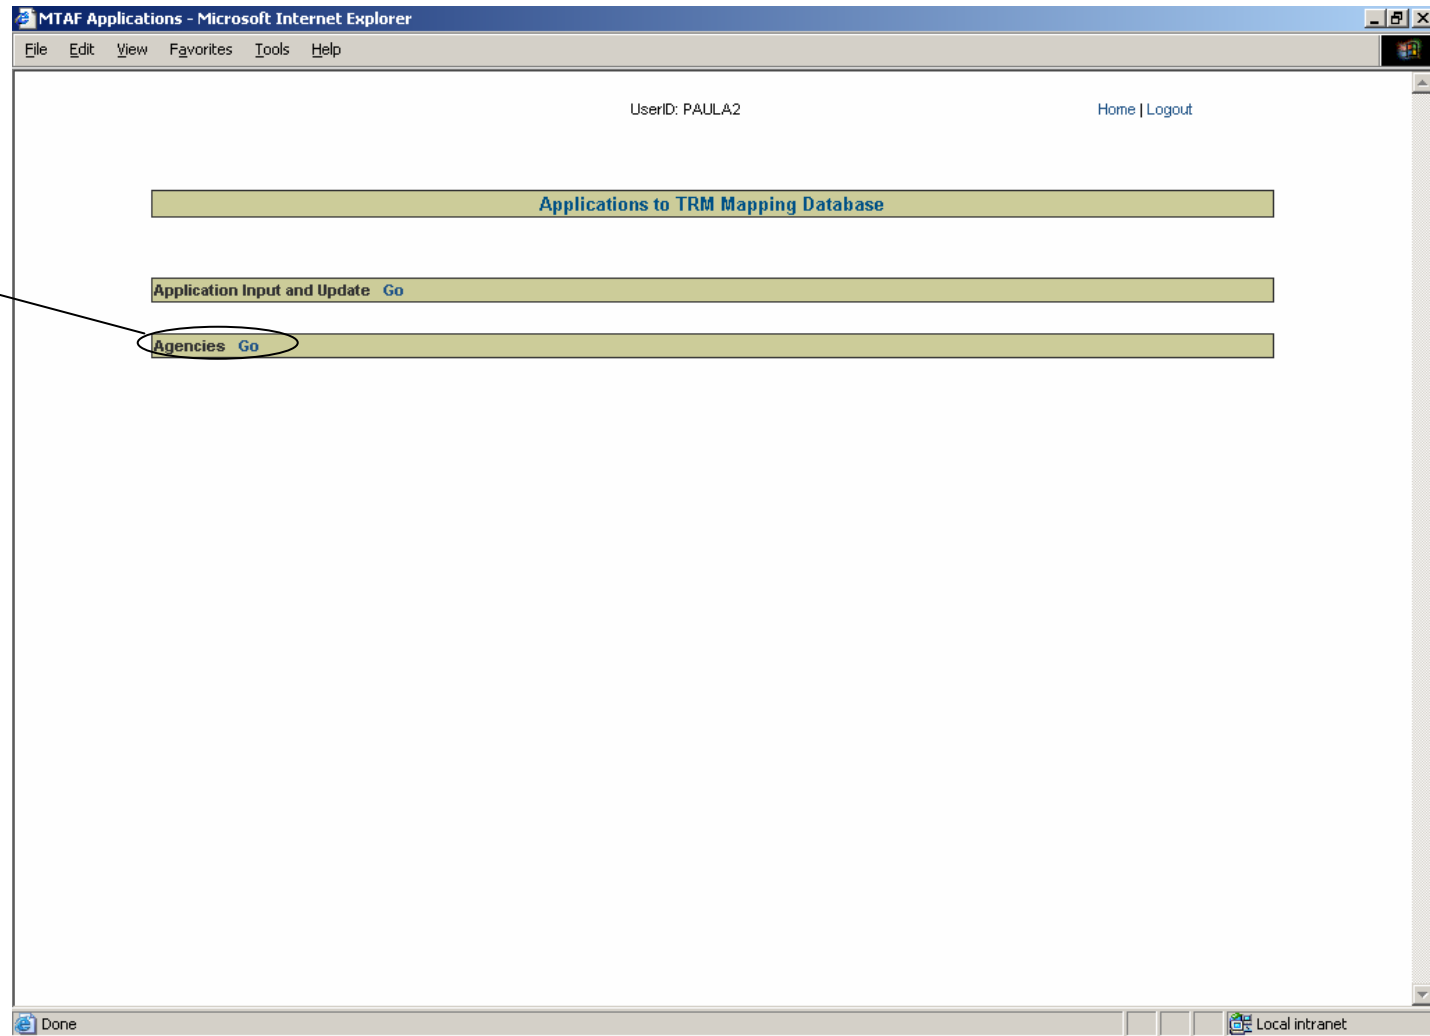 MTAF Applications - Microsoft Internet Explorer
File Edit View Favorites Tools Help
UserID: PAULA2 Home | Logout
Applications to TRM Mapping Database
Application Input and Update Go
Agencies Go
Done Local intranet